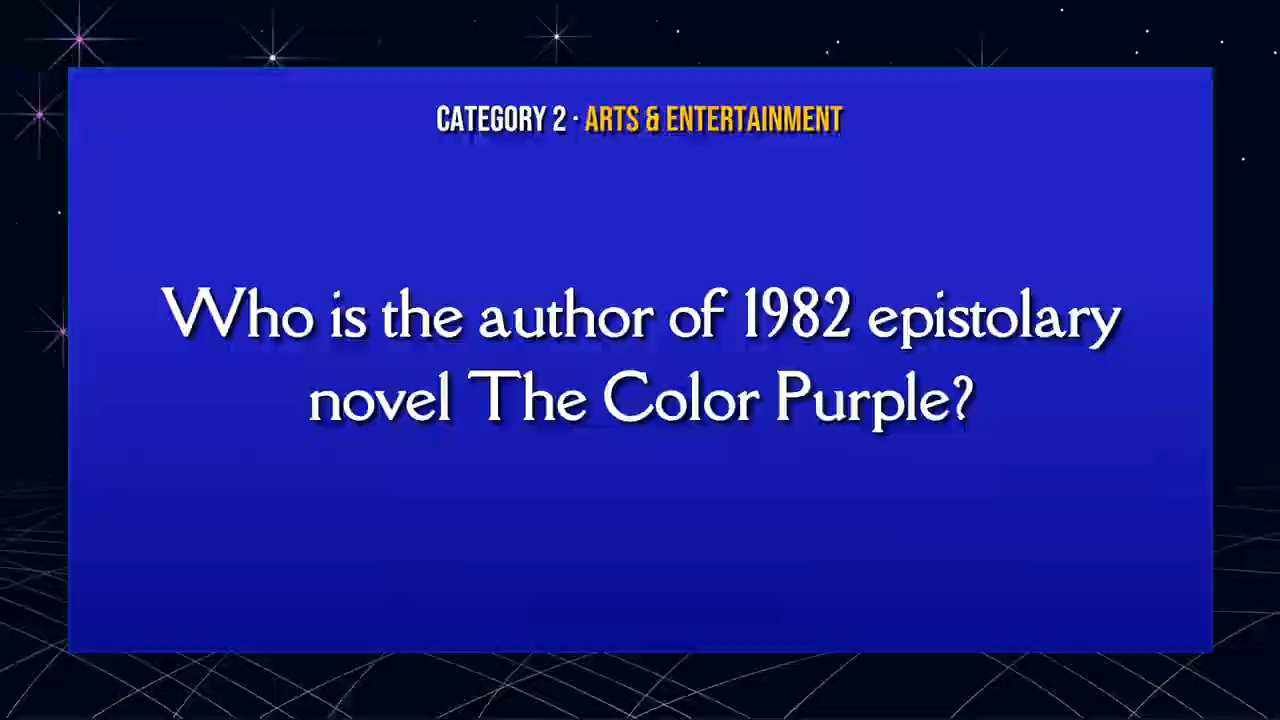 CATEGORY 2 · ARTS & ENTERTAINMENT
Who is the author of 1982 epistolary
novel The Color Purple?